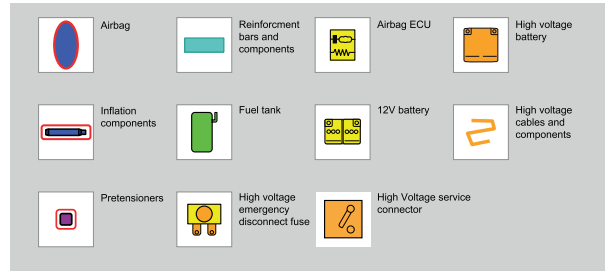 Airbag
Reinforcment
bars and
components
Airbag ECU
High voltage
battery
Inflation
components
Fuel tank
12V battery
High voltage
cables and
components
Pretensioners
High voltage
emergency
disconnect fuse
High Voltage service
connector